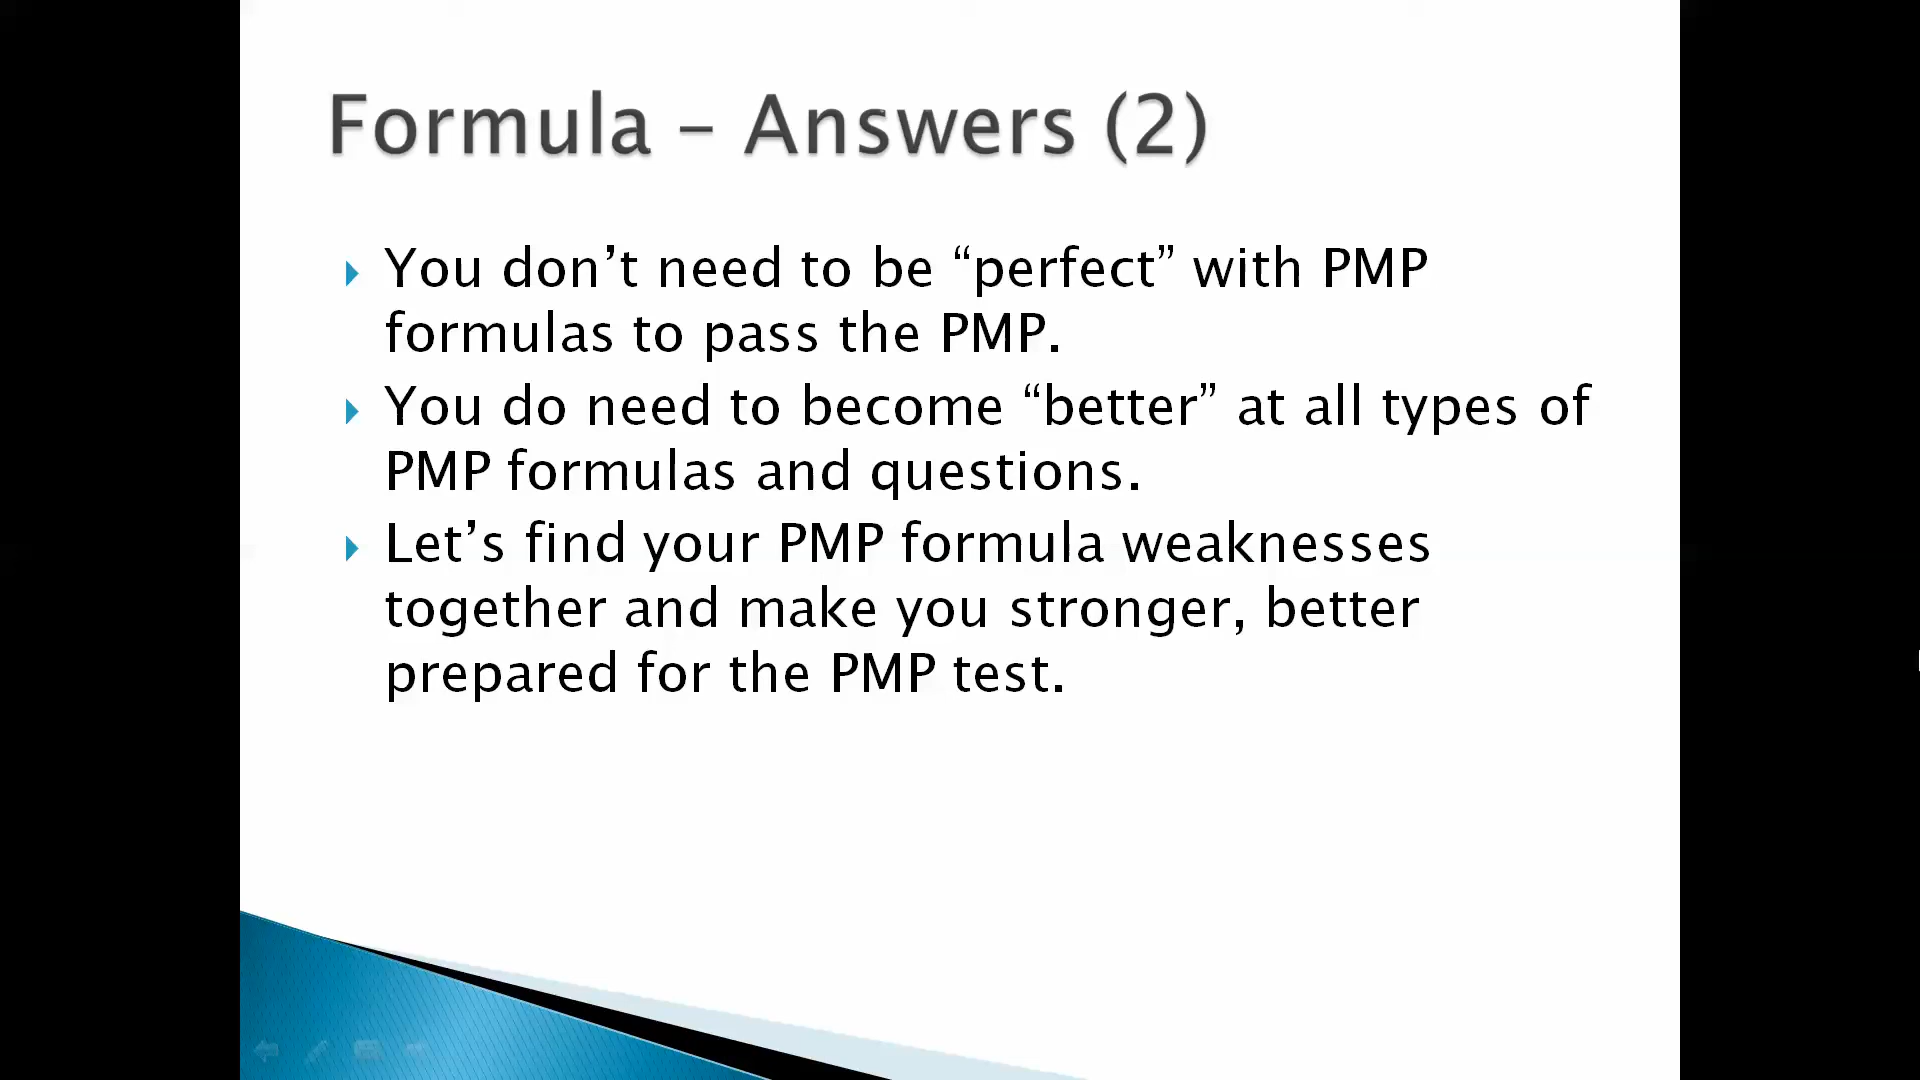 Formula – Answers (2)
You don’t need to be “perfect” with PMP
formulas to pass the PMP.
You do need to become “better” at all types of
PMP formulas and questions.
Let’s find your PMP formula weaknesses
together and make you stronger, better
prepared for the PMP test.